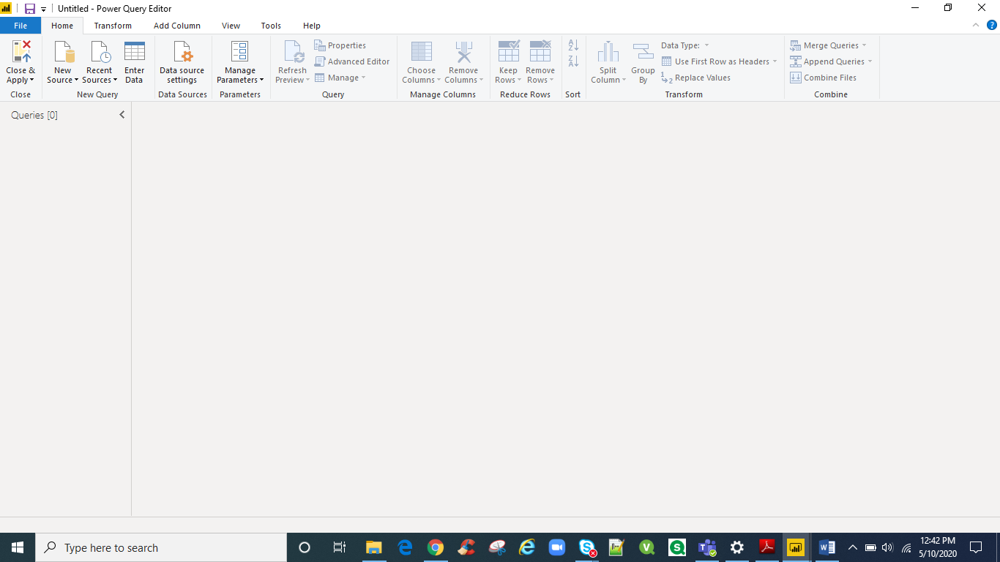 Untitled - Power Query Editor
File Home Transform Add Column View Tools Help
Close & Apply
New Source
Recent Sources
Enter Data
Data source settings
Manage Parameters
Refresh Preview
Properties
Advanced Editor
Manage
Choose Columns
Remove Columns
Keep Rows
Remove Rows
Split Column
Group By
Data Type:
Use First Row as Headers
Replace Values
Merge Queries
Append Queries
Combine Files
Close New Query Data Sources Parameters Query Manage Columns Reduce Rows Sort Transform Combine
Queries [0]
Type here to search
12:42 PM
5/10/2020